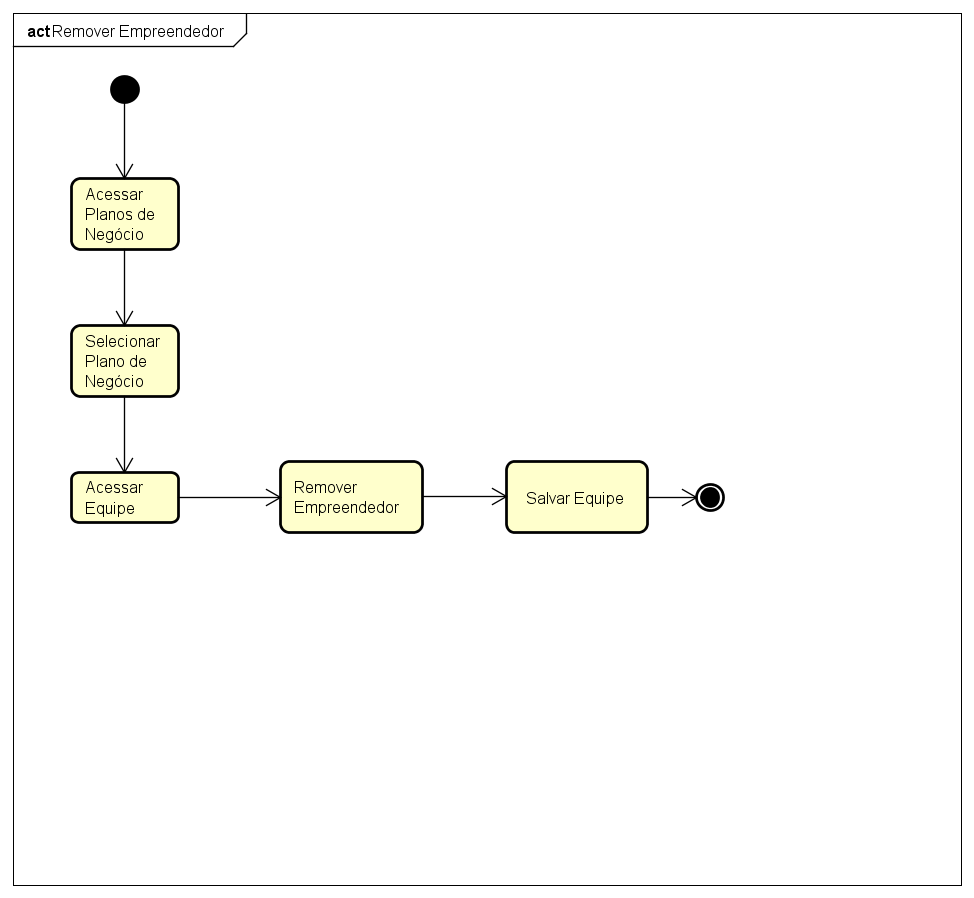 act Remover Empreendedor
Acessar
Planos de
Negócio
Selecionar
Plano de
Negócio
Acessar
Equipe
Remover
Empreendedor
Salvar Equipe